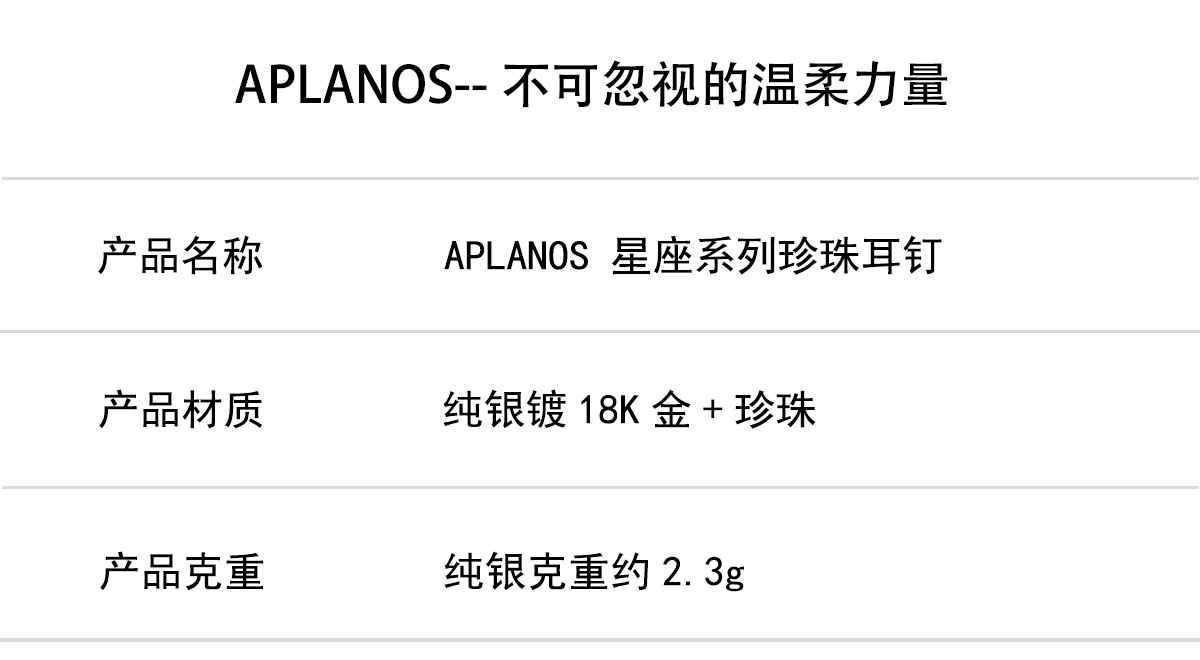 APLANOS-- 不可忽视的温柔力量
产品名称 APLANOS 星座系列珍珠耳钉
产品材质 纯银镀 18K 金 + 珍珠
产品克重 纯银克重约 2.3g